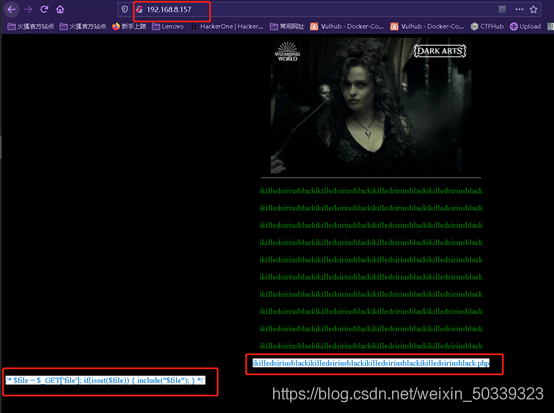 192.168.8.157
火狐官方站点 火狐官方站点 新手上路 Lenovo HackerOne | Hacker... 常用网址 Vulhub - Docker-Co... Vulhub - Docker-Co... CTFHub Upload
WIZARDING
WORLD
DARK ARTS
ikilledsiriusblackikilledsiriusblackikilledsiriusblackikilledsiriusblack
ikilledsiriusblackikilledsiriusblackikilledsiriusblackikilledsiriusblack
ikilledsiriusblackikilledsiriusblackikilledsiriusblackikilledsiriusblack
ikilledsiriusblackikilledsiriusblackikilledsiriusblackikilledsiriusblack
ikilledsiriusblackikilledsiriusblackikilledsiriusblackikilledsiriusblack
ikilledsiriusblackikilledsiriusblackikilledsiriusblackikilledsiriusblack
ikilledsiriusblackikilledsiriusblackikilledsiriusblackikilledsiriusblack
ikilledsiriusblackikilledsiriusblackikilledsiriusblackikilledsiriusblack
ikilledsiriusblackikilledsiriusblackikilledsiriusblackikilledsiriusblack
ikilledsiriusblackikilledsiriusblackikilledsiriusblackikilledsiriusblack
ikilledsiriusblackikilledsiriusblackikilledsiriusblackikilledsiriusblack.php
/* $file = $_GET['file']; if(isset($file)) { include("$file"); } */
https://blog.csdn.net/weixin_50339323